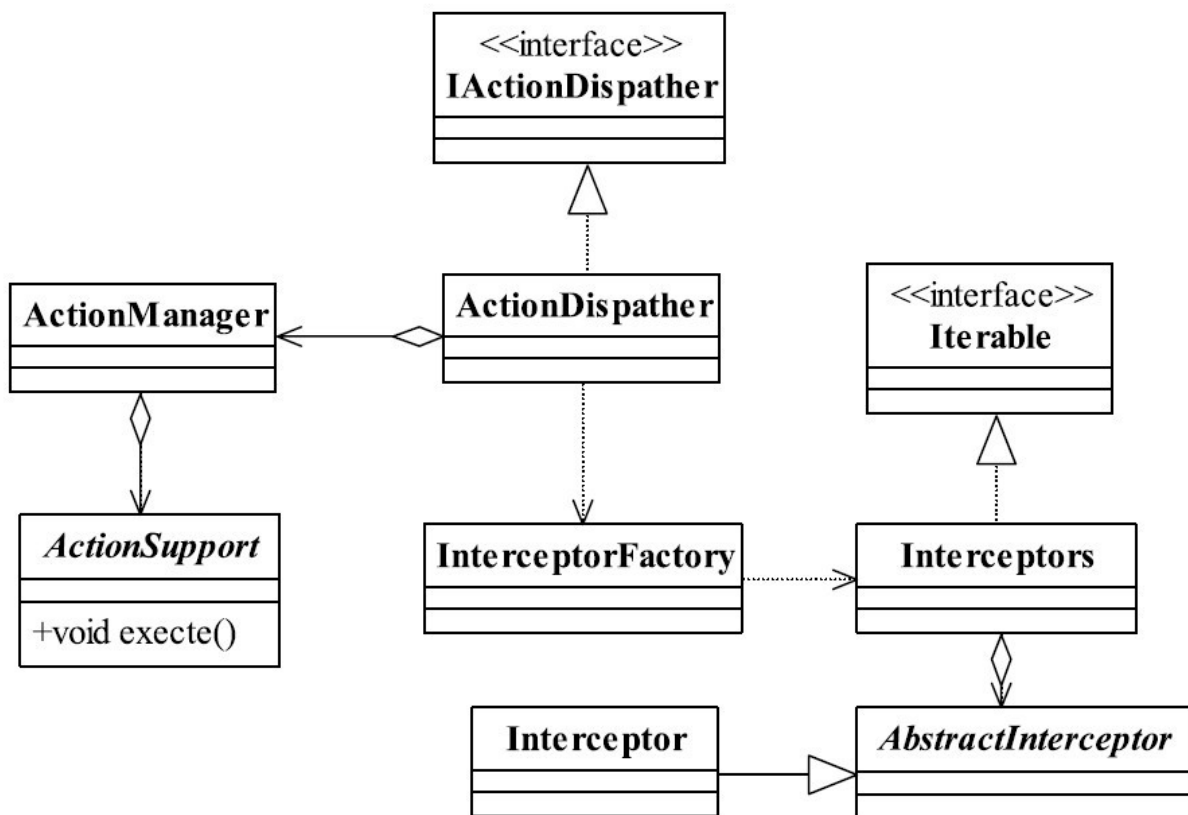 <<interface>>
IActionDispather
ActionManager
ActionDispather
<<interface>>
Iterable
ActionSupport
+void execte()
InterceptorFactory
Interceptors
Interceptor
AbstractInterceptor